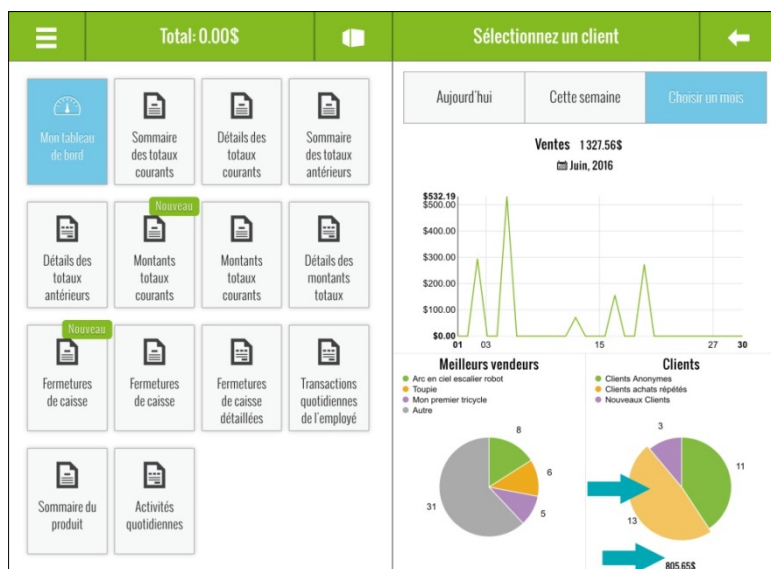 Total: 0.00$
Sélectionnez un client
Mon tableau
de bord
Sommaire
des totaux
courants
Détails des
totaux
courants
Sommaire
des totaux
antérieurs
Détails des
totaux
antérieurs
Nouveau
Montants
totaux
courants
Montants
totaux
courants
Détails des
montants
totaux
Nouveau
Fermetures
de caisse
Fermetures
de caisse
Fermetures
de caisse
détaillées
Transactions
quotidiennes
de l'employé
Sommaire du
produit
Activités
quotidiennes
Aujourd'hui
Cette semaine
Choisir un mois
Ventes 1 327.56$
Juin, 2016
$532.19
$500.00
$400.00
$300.00
$200.00
$100.00
$0.00
01 03 15 27 30
Meilleurs vendeurs
Arc en ciel escalier robot
Toupie
Mon premier tricycle
Autre
8
6
5
31
Clients
Clients Anonymes
Clients achats répétés
Nouveaux Clients
3
11
13
805.65$